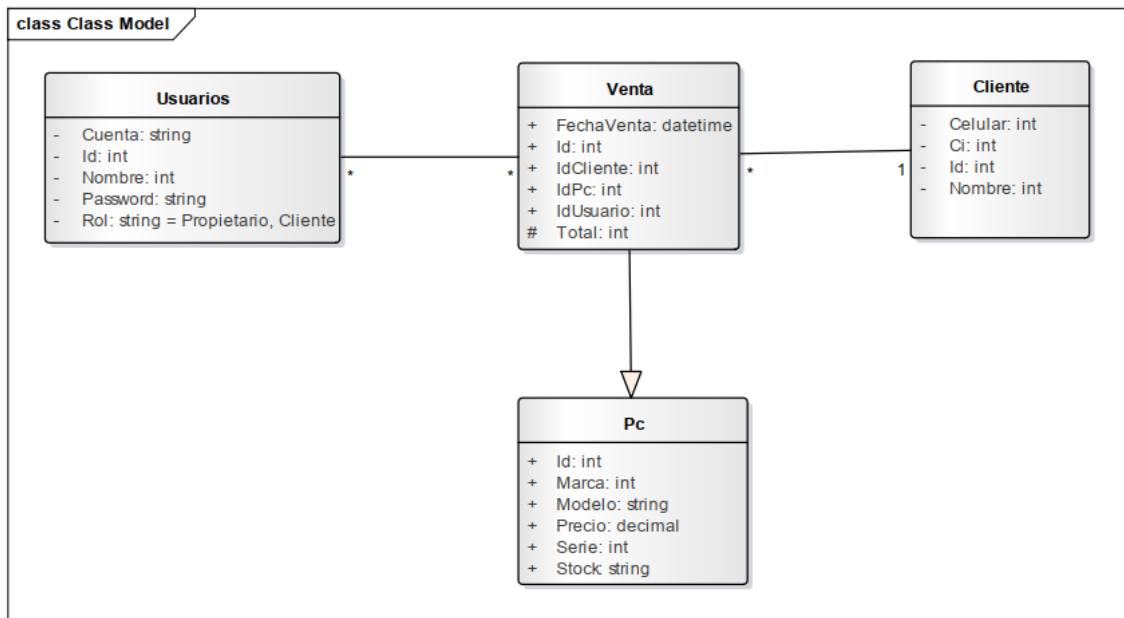 class Class Model
Usuarios
- Cuenta: string
- Id: int
- Nombre: int
- Password: string
- Rol: string = Propietario, Cliente
* *
Venta
+ FechaVenta: datetime
+ Id: int
+ IdCliente: int
+ IdPc: int
+ IdUsuario: int
# Total: int
* 1
Cliente
- Celular: int
- Ci: int
- Id: int
- Nombre: int
Pc
+ Id: int
+ Marca: int
+ Modelo: string
+ Precio: decimal
+ Serie: int
+ Stock: string